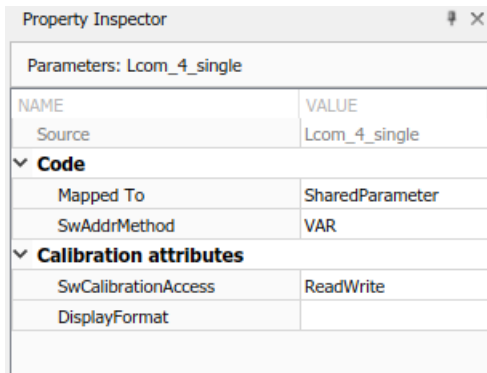 Property Inspector
Parameters: Lcom_4_single
NAME VALUE
Source Lcom_4_single
Code
Mapped To SharedParameter
SwAddrMethod VAR
Calibration attributes
SwCalibrationAccess ReadWrite
DisplayFormat